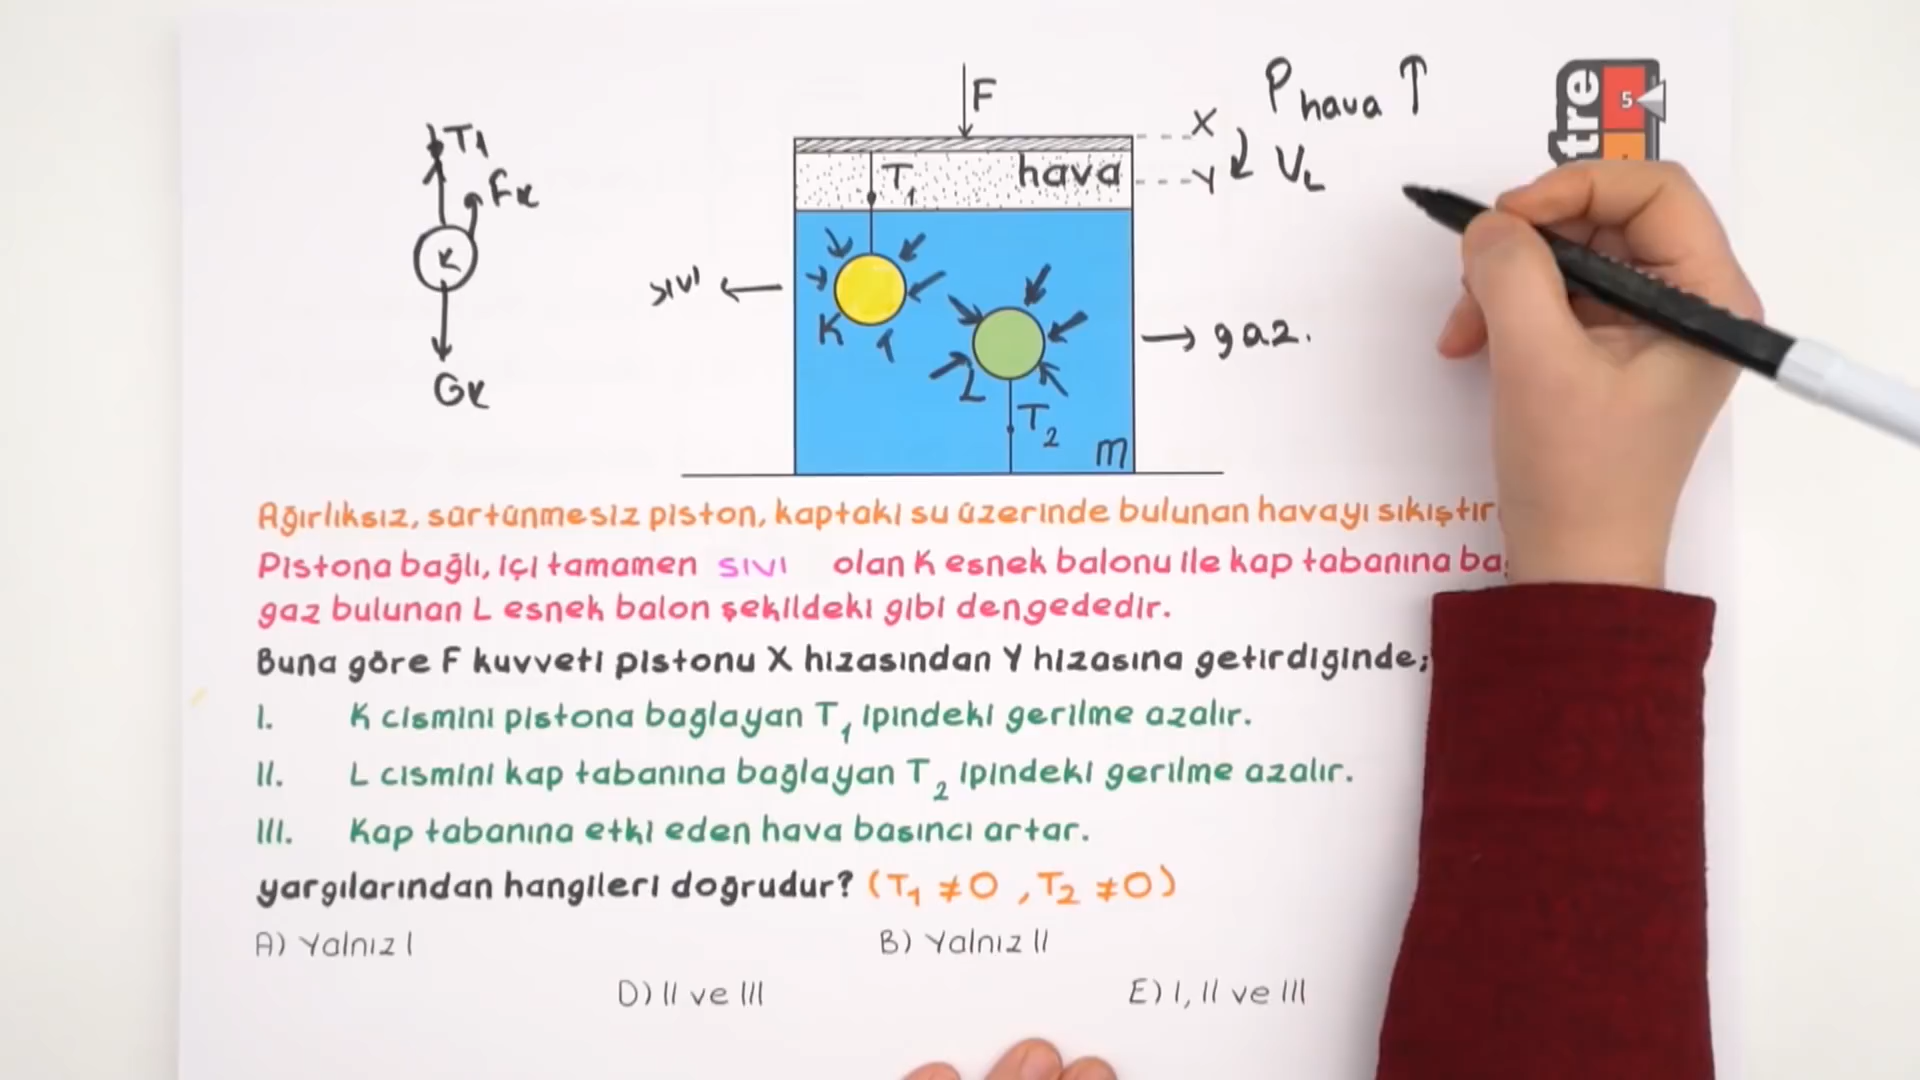 F
X
P hava ↑
tre
5
T1
FK
K
GK
T1
hava
Y
VL
sıvı
K
1
L
gaz.
T2
m
Ağırlıksız, sürtünmesiz piston, kaptaki su üzerinde bulunan havayı
Pistona bağlı, içi tamamen sıvı olan K esnek balonu ile kap tabanına
gaz bulunan L esnek balon şekildeki gibi dengededir.
Buna göre F kuvveti pistonu X hizasından Y hizasına getirdiğinde;
I. K cismini pistona bağlayan T1 ipindeki gerilme azalır.
II. L cismini kap tabanına bağlayan T2 ipindeki gerilme azalır.
III. Kap tabanına etki eden hava basıncı artar.
yargılarından hangileri doğrudur? (T1 ≠ 0 , T2 ≠ 0)
A) Yalnız I B) Yalnız II
D) II ve III E) I, II ve III